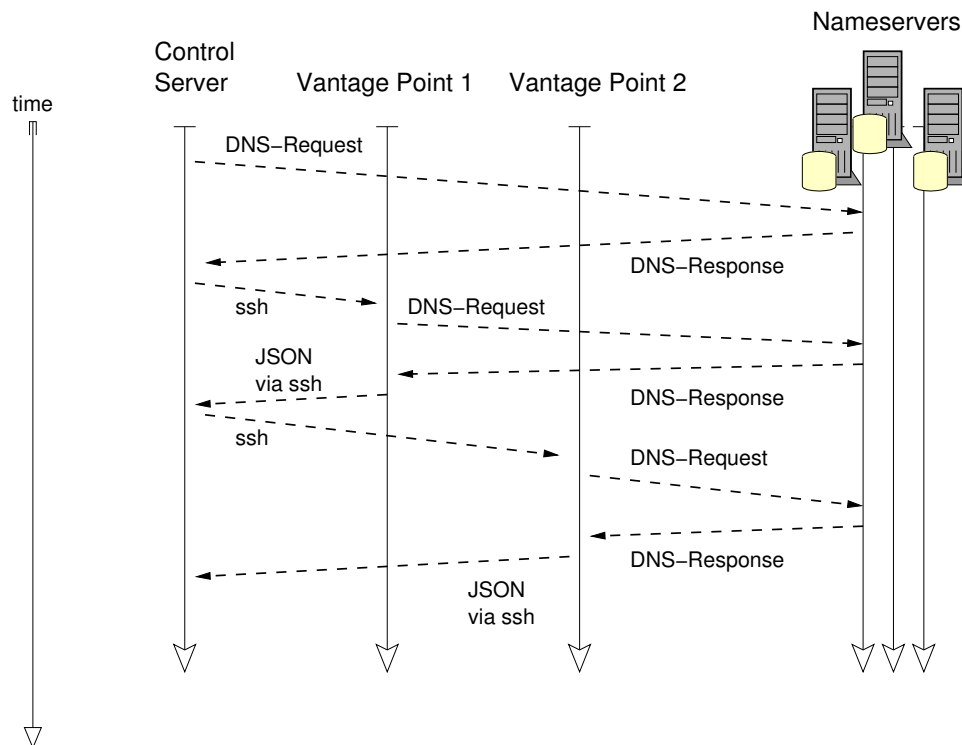 Nameservers
Control
Server
Vantage Point 1
Vantage Point 2
time
DNS−Request
DNS−Response
ssh
DNS−Request
JSON
via ssh
DNS−Response
ssh
DNS−Request
DNS−Response
JSON
via ssh